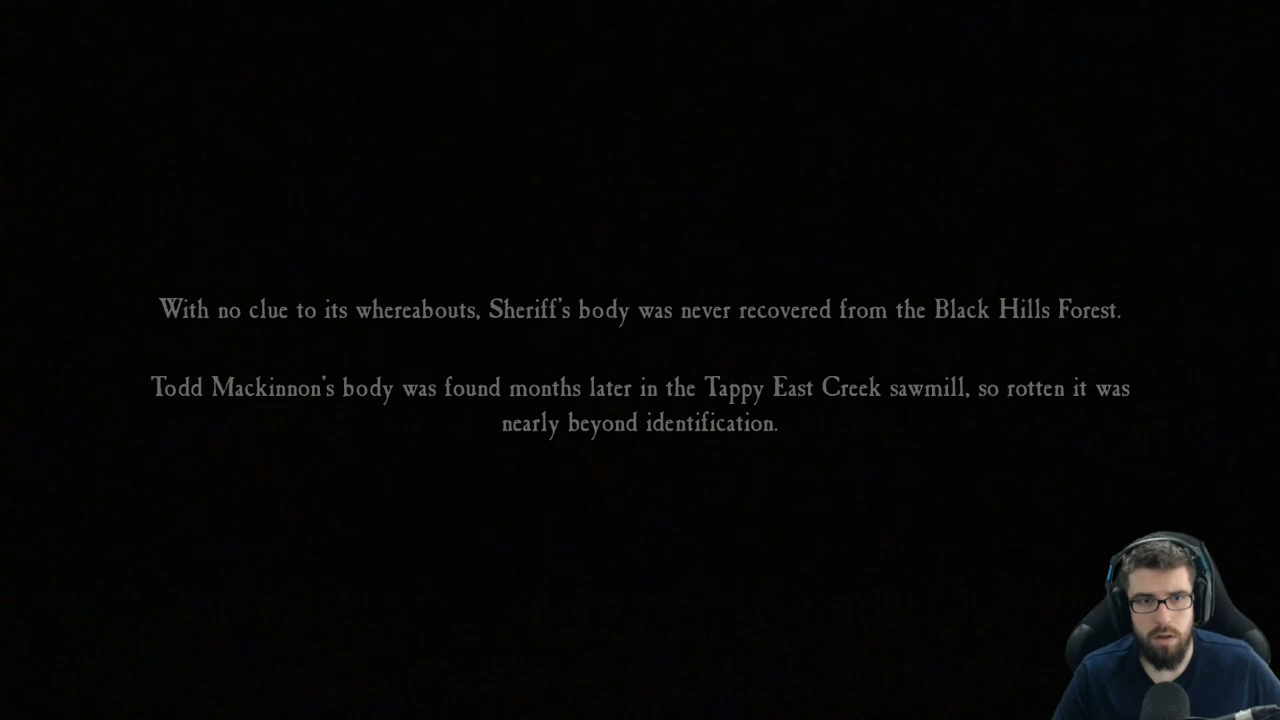 With no clue to its whereabouts, Sheriff's body was never recovered from the Black Hills Forest.
Todd Mackinnon's body was found months later in the Tappy East Creek sawmill, so rotten it was
nearly beyond identification.